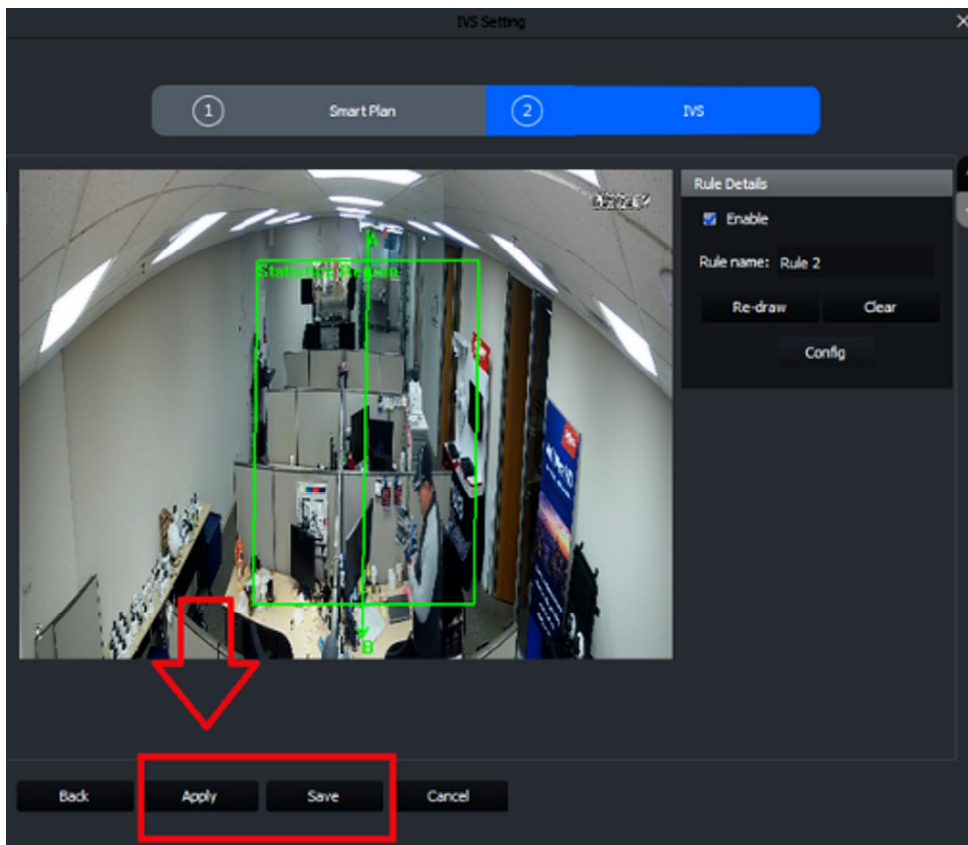 IVS Setting
1 Smart Plan 2 IVS
Rule Details
Enable
Rule name: Rule 2
Re-draw Clear
Config
A
Statistics Region
B
Back Apply Save Cancel